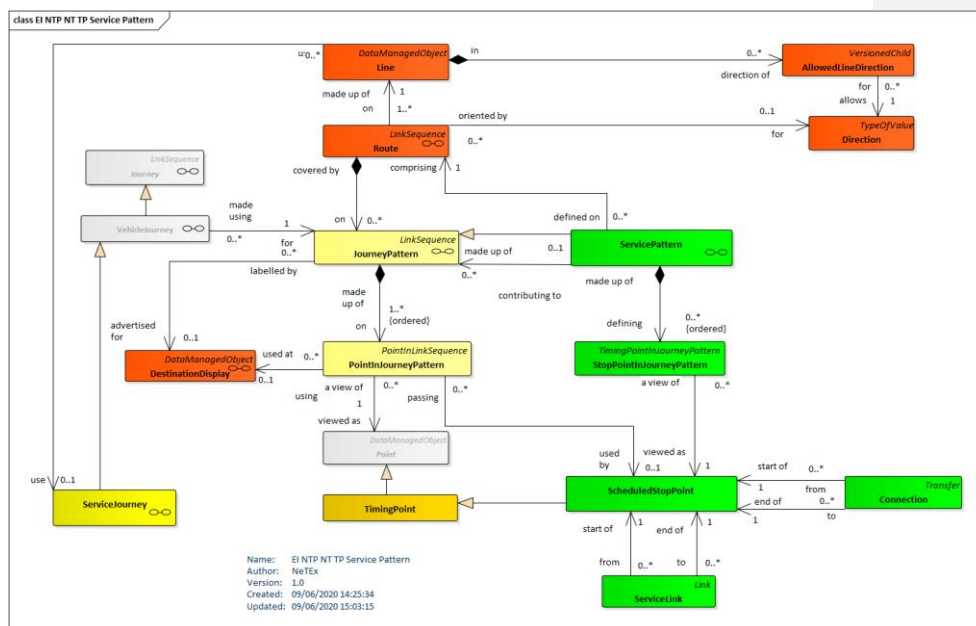 class EI NTP NT TP Service Pattern
DataManagedObject
Line
u:
0..*
in
0..*
direction of
VersionedChild
AllowedLineDirection
made up of
1
on
1..*
for
0..*
allows
1
oriented by
0..*
0..1
for
TypeOfValue
Direction
LinkSequence
Route
LinkSequence
Journey
covered by
comprising
1
VehicleJourney
made
using
0..*
1
for
0..*
on
0..*
defined on
0..*
LinkSequence
JourneyPattern
made up of
0..1
0..*
ServicePattern
labelled by
contributing to
made up of
made
up of
1..*
{ordered}
on
defining
0..*
{ordered}
advertised
for
0..1
DataManagedObject
DestinationDisplay
used at
0..*
0..1
using
PointInLinkSequence
PointInJourneyPattern
TimingPointInJourneyPattern
StopPointInJourneyPattern
a view of
0..*
1
viewed as
passing
0..*
a view of
0..*
DataManagedObject
Point
used
by
0..1
viewed as
1
use
0..1
ServiceJourney
TimingPoint
ScheduledStopPoint
start of
0..*
1
from
end of
0..*
1
to
Transfer
Connection
start of
1
end of
1
from
0..*
to
0..*
Link
ServiceLink
Name: EI NTP NT TP Service Pattern
Author: NeTEx
Version: 1.0
Created: 09/06/2020 14:25:34
Updated: 09/06/2020 15:03:15